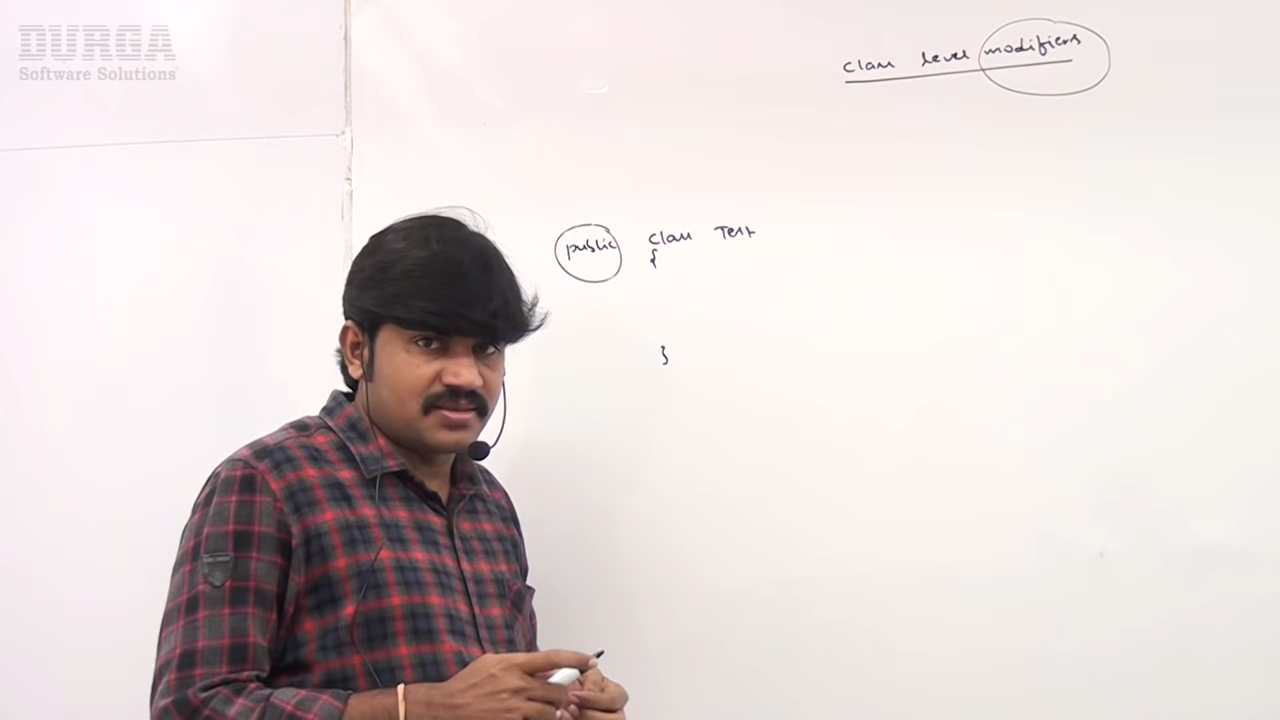 DURGA
Software Solutions
class level modifiers
public class Test
{
}